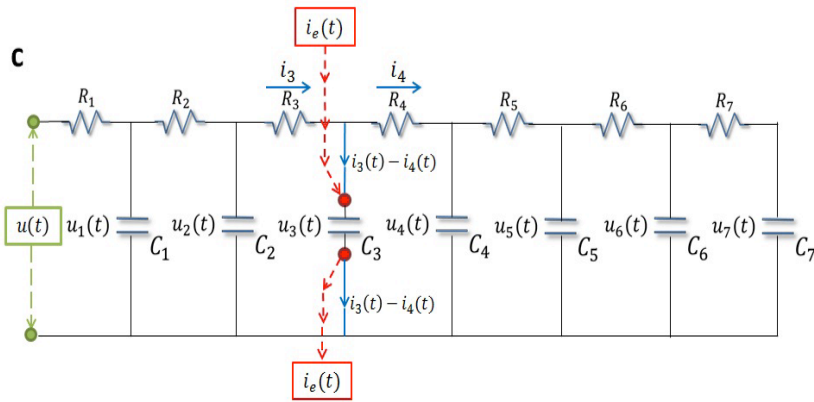 i_e(t)
C
i_3 i_4
R_1 R_2 R_3 R_4 R_5 R_6 R_7
i_3(t) − i_4(t)
u(t) u_1(t) C_1 u_2(t) C_2 u_3(t) C_3 u_4(t) C_4 u_5(t) C_5 u_6(t) C_6 u_7(t) C_7
i_3(t) − i_4(t)
i_e(t)